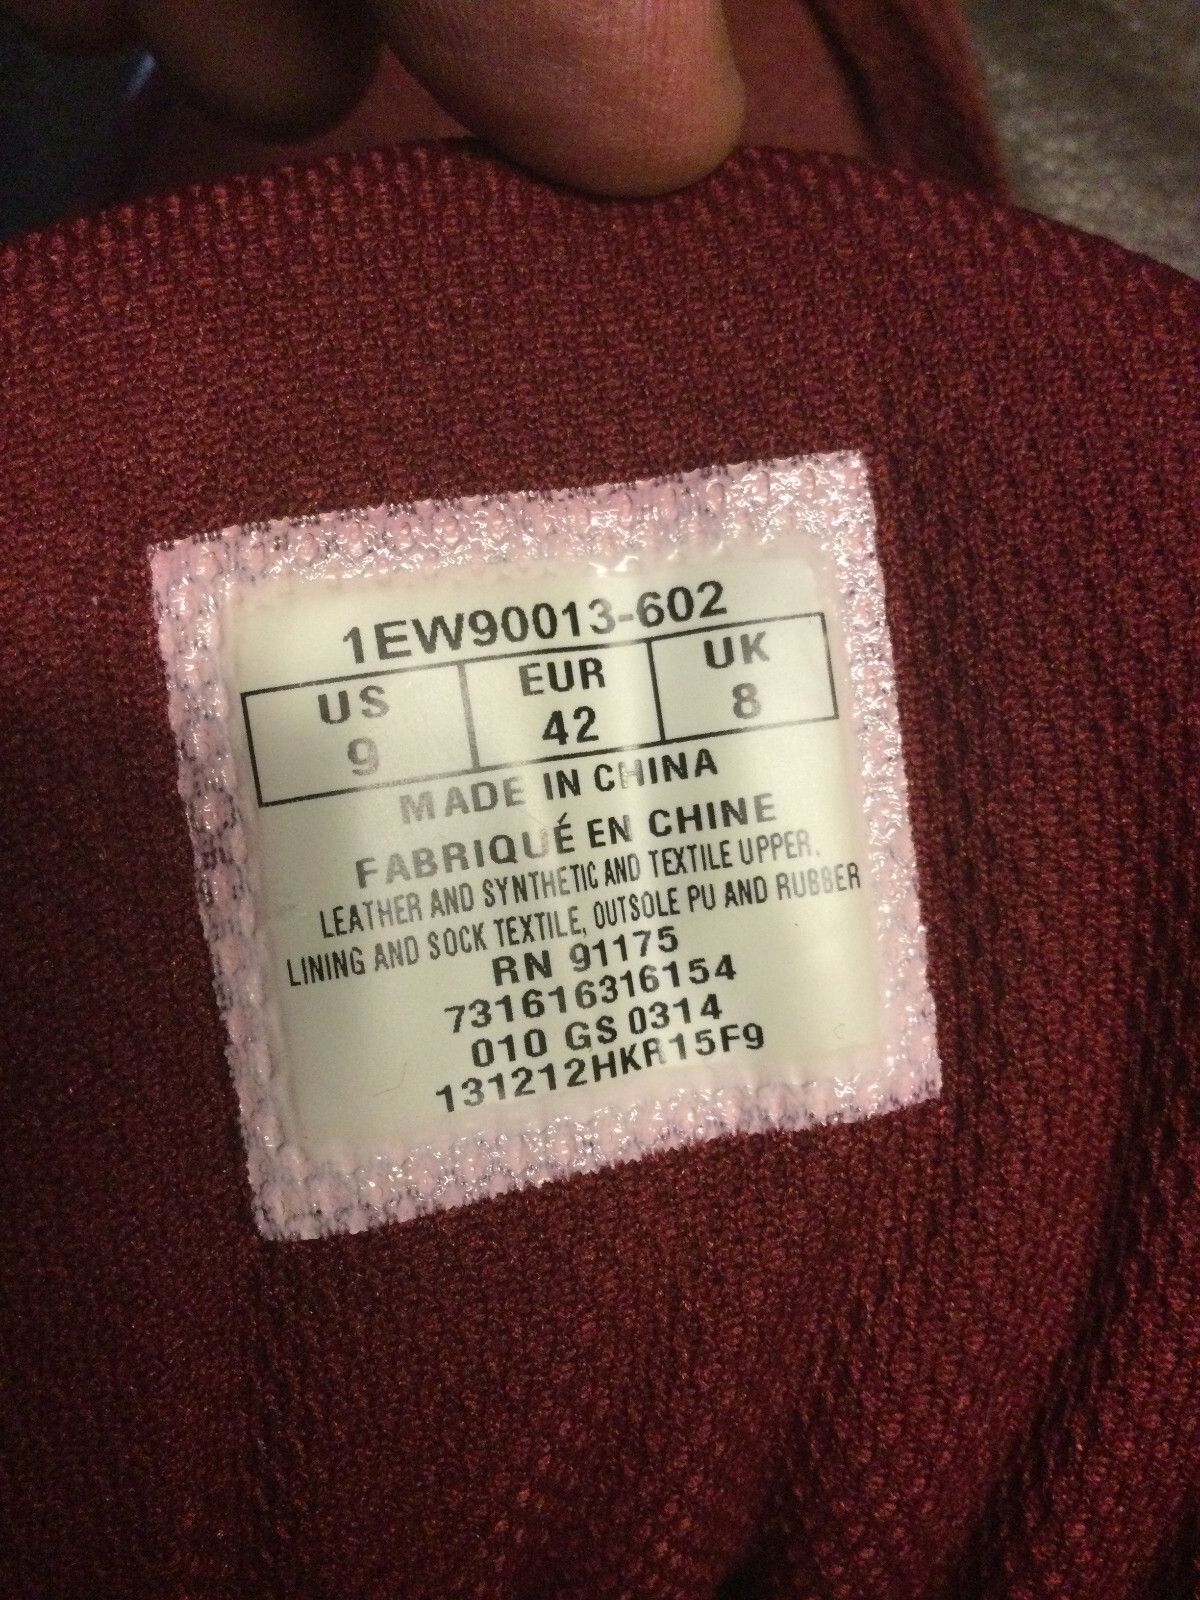 1EW90013-602
US EUR UK
9 42 8
MADE IN CHINA
FABRIQUÉ EN CHINE
LEATHER AND SYNTHETIC AND TEXTILE UPPER,
LINING AND SOCK TEXTILE, OUTSOLE PU AND RUBBER
RN 91175
731616316154
010 GS 0314
131212HKR15F9